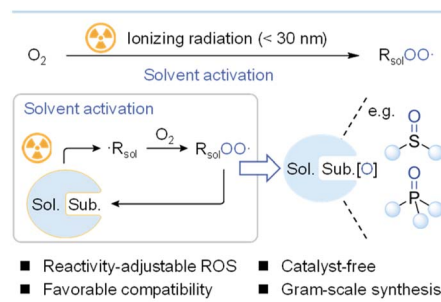 Ionizing radiation (< 30 nm)
O₂
RₛₒₗOO·
Solvent activation
Solvent activation
·Rₛₒₗ O₂ RₛₒₗOO·
Sol. Sub.
Sol. Sub.[O]
e.g.
O
S
O
P
■ Reactivity-adjustable ROS ■ Catalyst-free
■ Favorable compatibility ■ Gram-scale synthesis